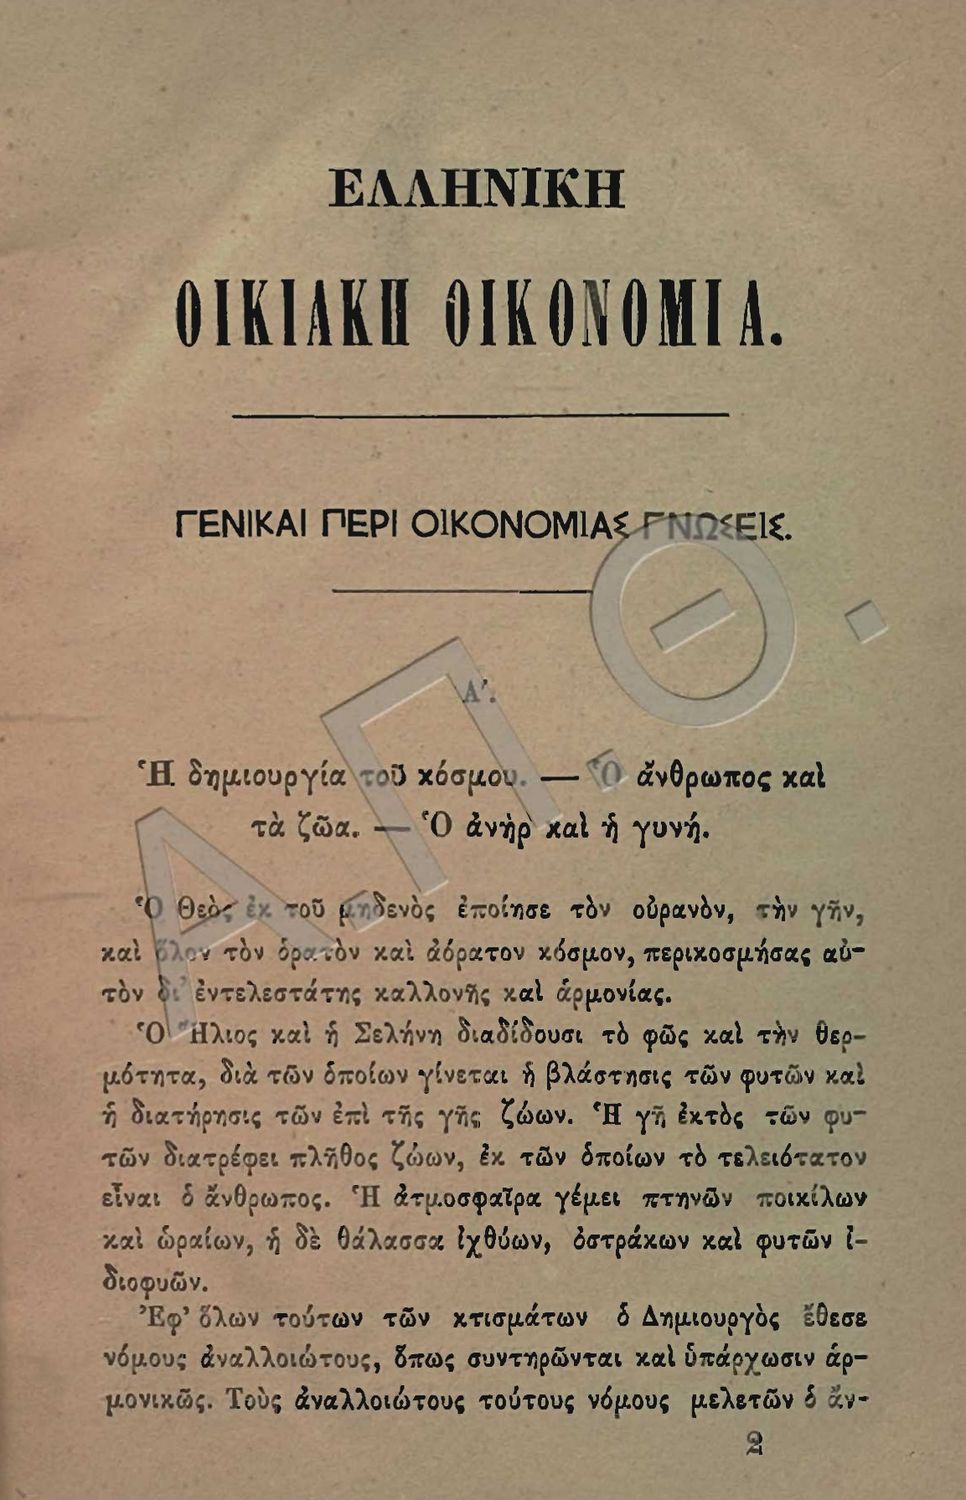 ΕΛΛΗΝΙΚΗ
ΟΙΚΙΑΚΗ ΟΙΚΟΝΟΜΙΑ.
ΓΕΝΙΚΑΙ ΠΕΡΙ ΟΙΚΟΝΟΜΙΑΣ ΓΝΩΣΕΙΣ.
Α΄.
Ἡ δημιουργία τοῦ κόσμου. — Ὁ ἄνθρωπος καὶ
τὰ ζῶα. — Ὁ ἀνὴρ καὶ ἡ γυνή.
Ὁ Θεὸς ἐκ τοῦ μηδενὸς ἐποίησε τὸν οὐρανὸν, τὴν γῆν,
καὶ ὅλον τὸν ὁρατὸν καὶ ἀόρατον κόσμον, περικοσμήσας αὐ-
τὸν δι' ἐντελεστάτης καλλονῆς καὶ ἁρμονίας.
Ὁ Ἥλιος καὶ ἡ Σελήνη διαδίδουσι τὸ φῶς καὶ τὴν θερ-
μότητα, διὰ τῶν ὁποίων γίνεται ἡ βλάστησις τῶν φυτῶν καὶ
ἡ διατήρησις τῶν ἐπὶ τῆς γῆς ζώων. Ἡ γῆ ἐκτὸς τῶν φυ-
τῶν διατρέφει πλῆθος ζώων, ἐκ τῶν ὁποίων τὸ τελειότατον
εἶναι ὁ ἄνθρωπος. Ἡ ἀτμοσφαῖρα γέμει πτηνῶν ποικίλων
καὶ ὡραίων, ἡ δὲ θάλασσα ἰχθύων, ὀστράκων καὶ φυτῶν ἰ-
διοφυῶν.
Ἐφ' ὅλων τούτων τῶν κτισμάτων ὁ Δημιουργὸς ἔθεσε
νόμους ἀναλλοιώτους, ὅπως συντηρῶνται καὶ ὑπάρχωσιν ἁρ-
μονικῶς. Τοὺς ἀναλλοιώτους τούτους νόμους μελετῶν ὁ ἄν-
2
Α.Π.Θ.